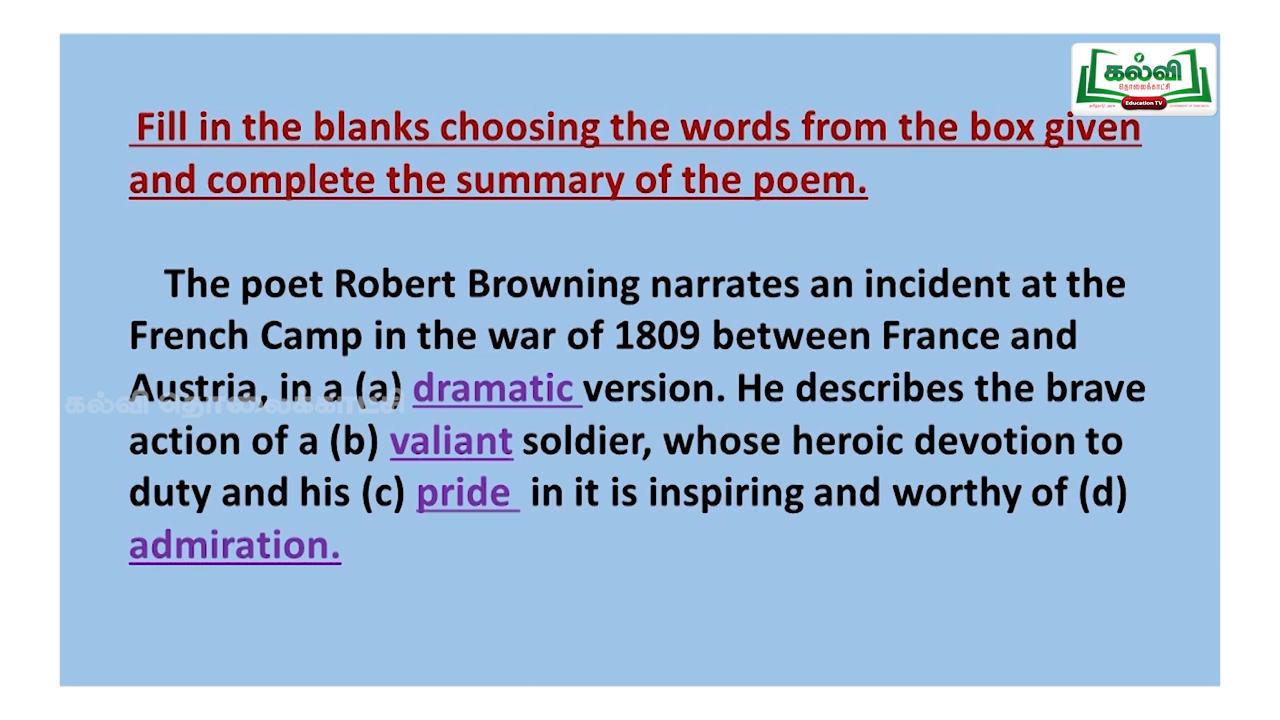 கல்வி
தொலைக்காட்சி
Education TV
Fill in the blanks choosing the words from the box given
and complete the summary of the poem.
The poet Robert Browning narrates an incident at the
French Camp in the war of 1809 between France and
Austria, in a (a) dramatic version. He describes the brave
கல்வி தொலைக்காட்சி
action of a (b) valiant soldier, whose heroic devotion to
duty and his (c) pride in it is inspiring and worthy of (d)
admiration.